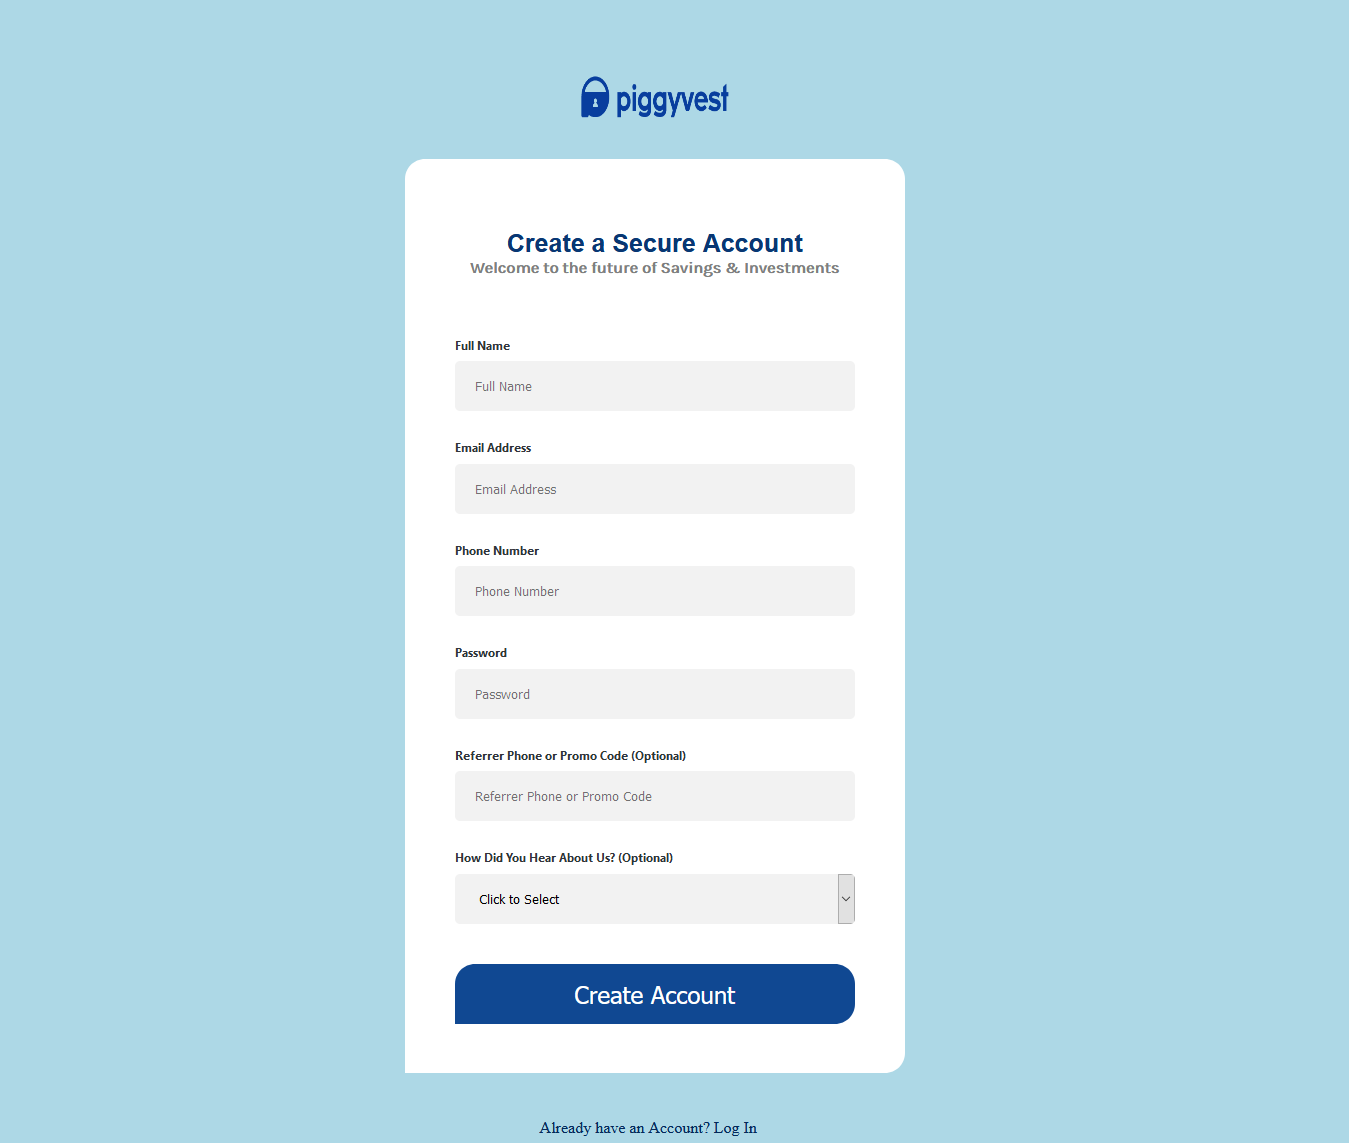 piggyvest
Create a Secure Account
Welcome to the future of Savings & Investments
Full Name
Full Name
Email Address
Email Address
Phone Number
Phone Number
Password
Password
Referrer Phone or Promo Code (Optional)
Referrer Phone or Promo Code
How Did You Hear About Us? (Optional)
Click to Select
Create Account
Already have an Account? Log In